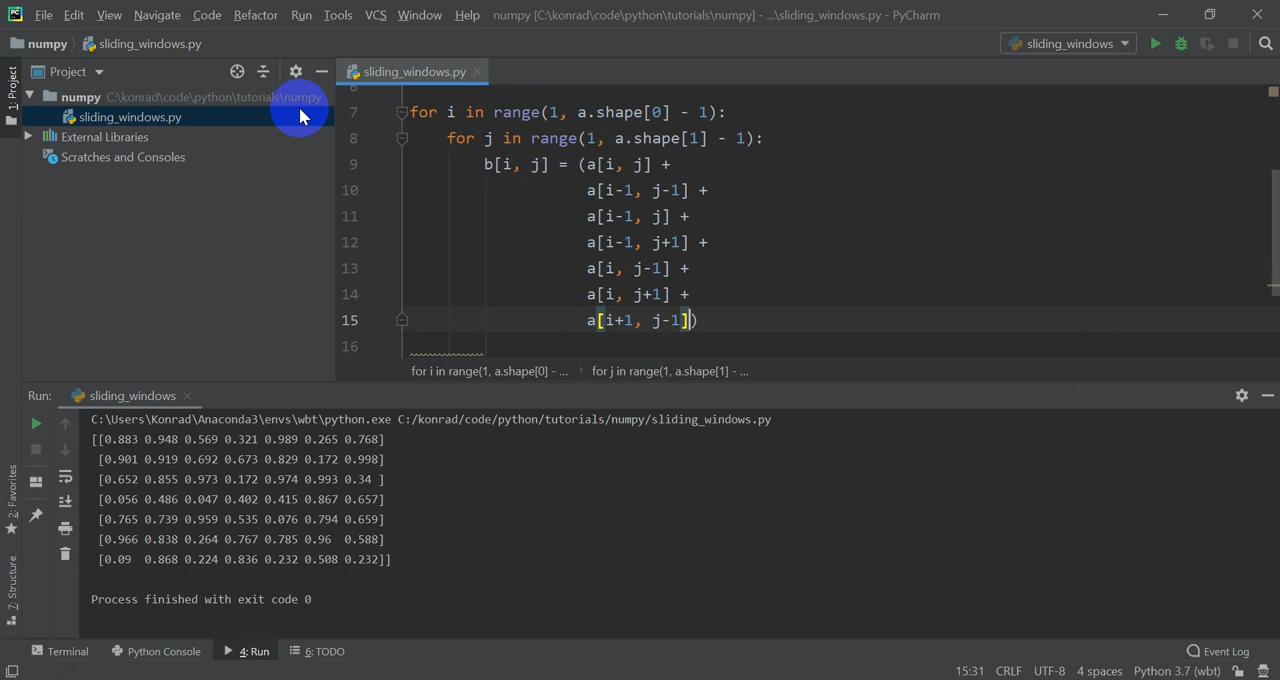 File Edit View Navigate Code Refactor Run Tools VCS Window Help numpy [C:\konrad\code\python\tutorials\numpy] - ...\sliding_windows.py - PyCharm
numpy sliding_windows.py sliding_windows
1: Project
Project
sliding_windows.py
numpy C:\konrad\code\python\tutorials\numpy
sliding_windows.py
External Libraries
Scratches and Consoles
6
7 for i in range(1, a.shape[0] - 1):
8 for j in range(1, a.shape[1] - 1):
9 b[i, j] = (a[i, j] +
10 a[i-1, j-1] +
11 a[i-1, j] +
12 a[i-1, j+1] +
13 a[i, j-1] +
14 a[i, j+1] +
15 a[i+1, j-1])
16
for i in range(1, a.shape[0] - ... › for j in range(1, a.shape[1] - ...
Run: sliding_windows
C:\Users\Konrad\Anaconda3\envs\wbt\python.exe C:/konrad/code/python/tutorials/numpy/sliding_windows.py
[[0.883 0.948 0.569 0.321 0.989 0.265 0.768]
[0.901 0.919 0.692 0.673 0.829 0.172 0.998]
[0.652 0.855 0.973 0.172 0.974 0.993 0.34 ]
[0.056 0.486 0.047 0.402 0.415 0.867 0.657]
[0.765 0.739 0.959 0.535 0.076 0.794 0.659]
[0.966 0.838 0.264 0.767 0.785 0.96 0.588]
[0.09 0.868 0.224 0.836 0.232 0.508 0.232]]
Process finished with exit code 0
2: Favorites
7: Structure
Terminal Python Console 4: Run 6: TODO Event Log
15:31 CRLF UTF-8 4 spaces Python 3.7 (wbt)